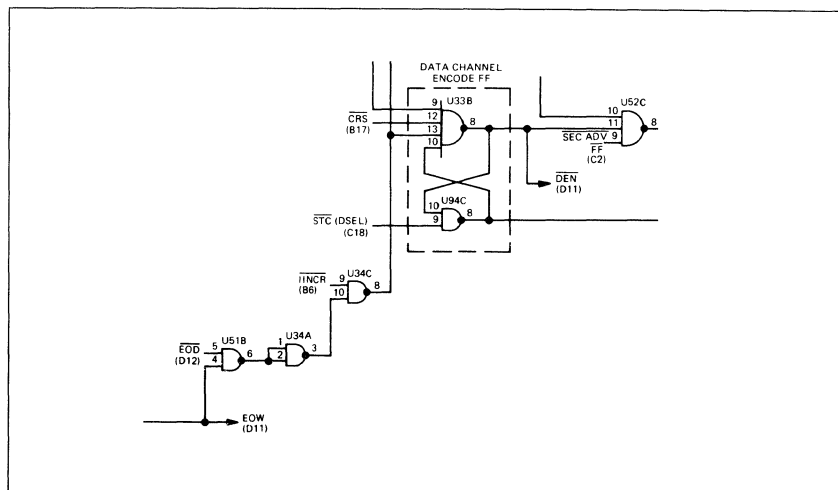 DATA CHANNEL
ENCODE FF
U33B
9
12
13
10
8
CRS
(B17)
U52C
10
11
9
8
SEC ADV
FF
(C2)
DEN
(D11)
U94C
10
9
8
STC (DSEL)
(C18)
U34C
IINCR
(B6)
9
10
8
U51B
EOD
(D12)
5
4
6
U34A
1
2
3
EOW
(D11)